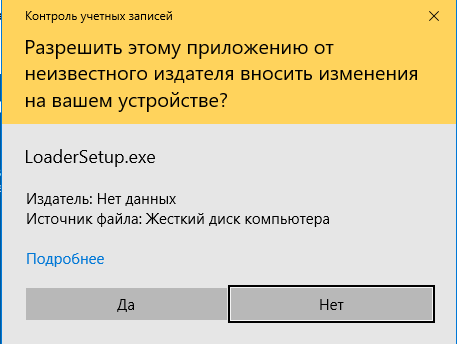 Контроль учетных записей
Разрешить этому приложению от
неизвестного издателя вносить изменения
на вашем устройстве?
LoaderSetup.exe
Издатель: Нет данных
Источник файла: Жесткий диск компьютера
Подробнее
Да
Нет